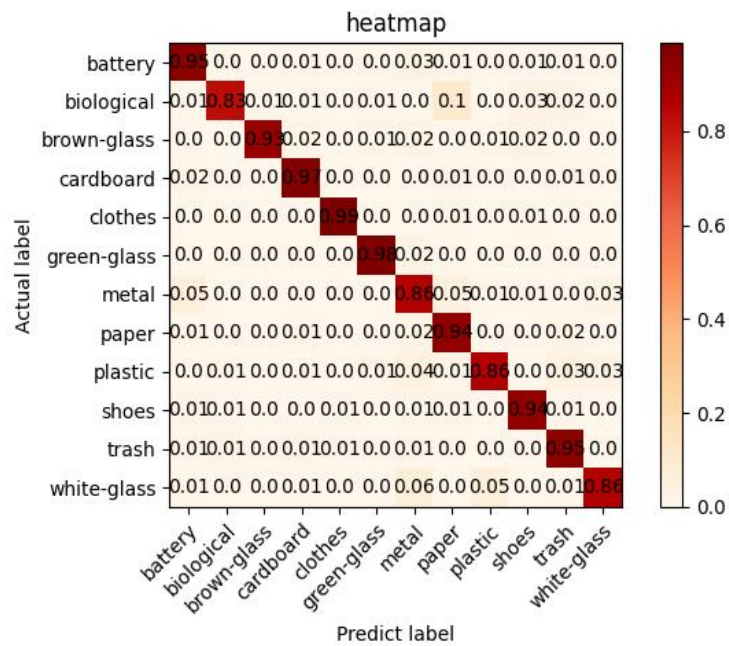 heatmap
battery 0.95 0.0 0.0 0.01 0.0 0.0 0.03 0.01 0.0 0.01 0.01 0.0
biological 0.01 0.83 0.01 0.01 0.0 0.01 0.0 0.1 0.0 0.03 0.02 0.0
0.8
brown-glass 0.0 0.0 0.93 0.02 0.0 0.01 0.02 0.0 0.01 0.02 0.0 0.0
cardboard 0.02 0.0 0.0 0.97 0.0 0.0 0.0 0.01 0.0 0.0 0.01 0.0
clothes 0.0 0.0 0.0 0.0 0.99 0.0 0.0 0.01 0.0 0.01 0.0 0.0
0.6
green-glass 0.0 0.0 0.0 0.0 0.0 0.98 0.02 0.0 0.0 0.0 0.0 0.0
Actual label
metal 0.05 0.0 0.0 0.0 0.0 0.0 0.86 0.05 0.01 0.01 0.0 0.03
0.4
paper 0.01 0.0 0.0 0.01 0.0 0.0 0.02 0.94 0.0 0.0 0.02 0.0
plastic 0.0 0.01 0.0 0.01 0.0 0.01 0.04 0.01 0.86 0.0 0.03 0.03
0.2
shoes 0.01 0.01 0.0 0.0 0.01 0.0 0.01 0.01 0.0 0.94 0.01 0.0
trash 0.01 0.01 0.0 0.01 0.01 0.0 0.01 0.0 0.0 0.0 0.95 0.0
white-glass 0.01 0.0 0.0 0.01 0.0 0.0 0.06 0.0 0.05 0.0 0.01 0.86
0.0
battery biological brown-glass cardboard clothes green-glass metal paper plastic shoes trash white-glass
Predict label